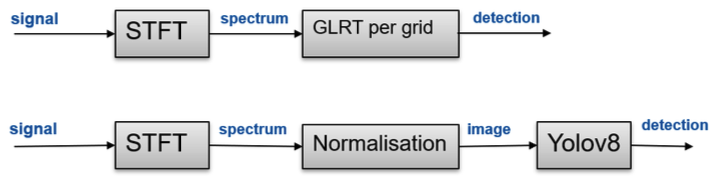 signal STFT spectrum GLRT per grid detection
signal STFT spectrum Normalisation image Yolov8 detection